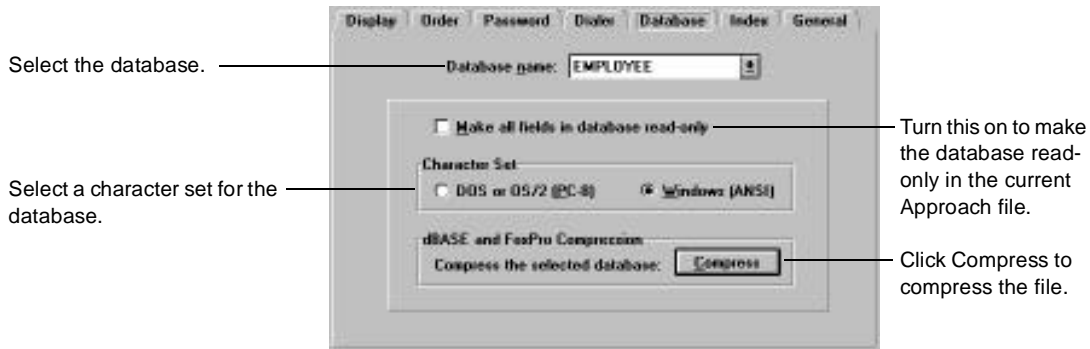 Display Order Password Dialer Database Index General
Select the database.
Database name: EMPLOYEE
Make all fields in database read-only
Turn this on to make
the database read-
only in the current
Approach file.
Character Set
DOS or OS/2 (PC-8) Windows (ANSI)
Select a character set for the
database.
dBASE and FoxPro Compression
Compress the selected database: Compress
Click Compress to
compress the file.